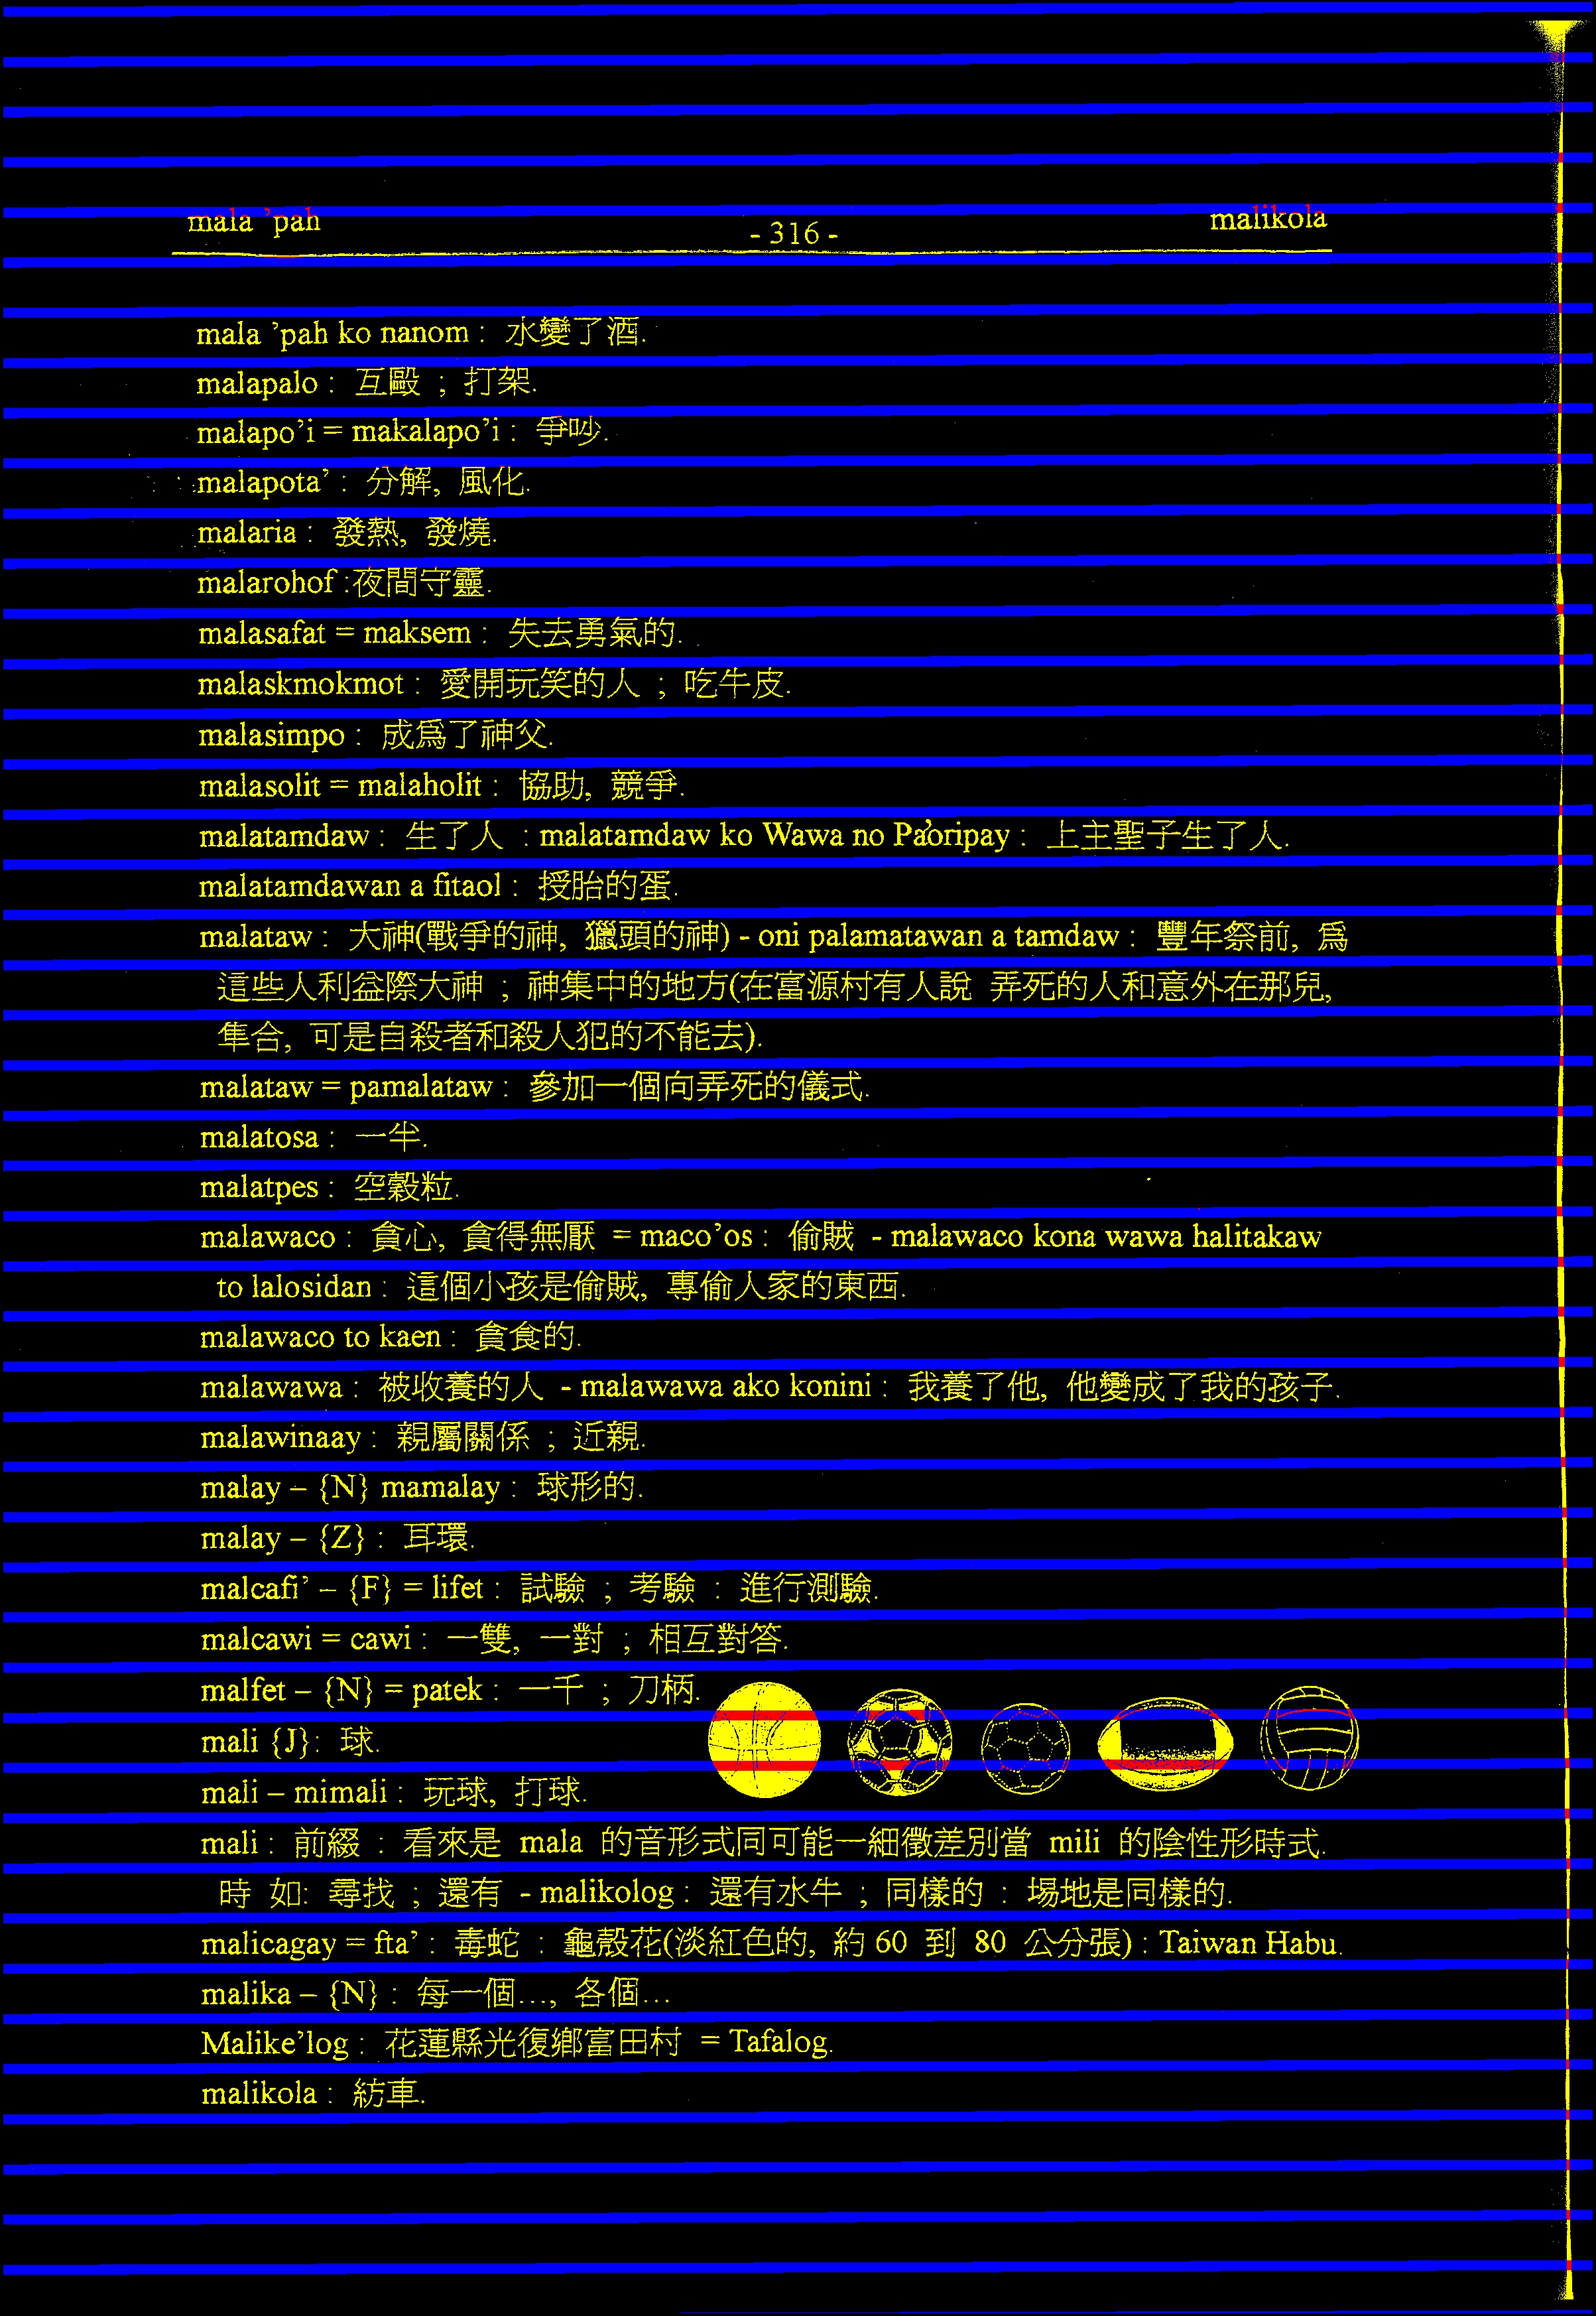 mala ’pah - 316 - malikola
mala ’pah ko nanom : 水變了酒.
malapalo : 互毆 ; 打架.
malapo’i = makalapo’i : 爭吵.
malapota’ : 分解, 風化.
malaria : 發熱, 發燒.
malarohof :夜間守靈.
malasafat = maksem : 失去勇氣的.
malaskmokmot : 愛開玩笑的人 ; 吃牛皮.
malasimpo : 成爲了神父.
malasolit = malaholit : 協助, 競爭.
malatamdaw : 生了人 : malatamdaw ko Wawa no Pa’oripay : 上主聖子生了人.
malatamdawan a fitaol : 授胎的蛋.
malataw : 大神(戰爭的神, 獵頭的神) - oni palamatawan a tamdaw : 豐年祭前, 爲
這些人利益際大神 ; 神集中的地方(在富源村有人說 弄死的人和意外在那兒,
隼合, 可是自殺者和殺人犯的不能去).
malataw = pamalataw : 參加一個向弄死的儀式.
malatosa : 一半.
malatpes : 空穀粒.
malawaco : 貪心, 貪得無厭 = maco’os : 偷賊 - malawaco kona wawa halitakaw
to lalosidan : 這個小孩是偷賊, 專偷人家的東西.
malawaco to kaen : 貪食的.
malawawa : 被收養的人 - malawawa ako konini : 我養了他, 他變成了我的孩子.
malawinaay : 親屬關係 ; 近親.
malay – {N} mamalay : 球形的.
malay – {Z} : 耳環.
malcafi’ – {F} = lifet : 試驗 ; 考驗 : 進行測驗.
malcawi = cawi : 一雙, 一對 ; 相互對答.
malfet – {N} = patek : 一千 ; 刀柄.
mali {J}: 球.
mali – mimali : 玩球, 打球.
mali : 前綴 : 看來是 mala 的音形式同可能一細徵差別當 mili 的陰性形時式.
時 如: 尋找 ; 還有 - malikolog : 還有水牛 ; 同樣的 : 場地是同樣的.
malicagay = fta’ : 毒蛇 : 龜殼花(淡紅色的, 約 60 到 80 公分張) : Taiwan Habu.
malika – {N} : 每一個..., 各個...
Malike’log : 花蓮縣光復鄉富田村 = Tafalog.
malikola : 紡車.